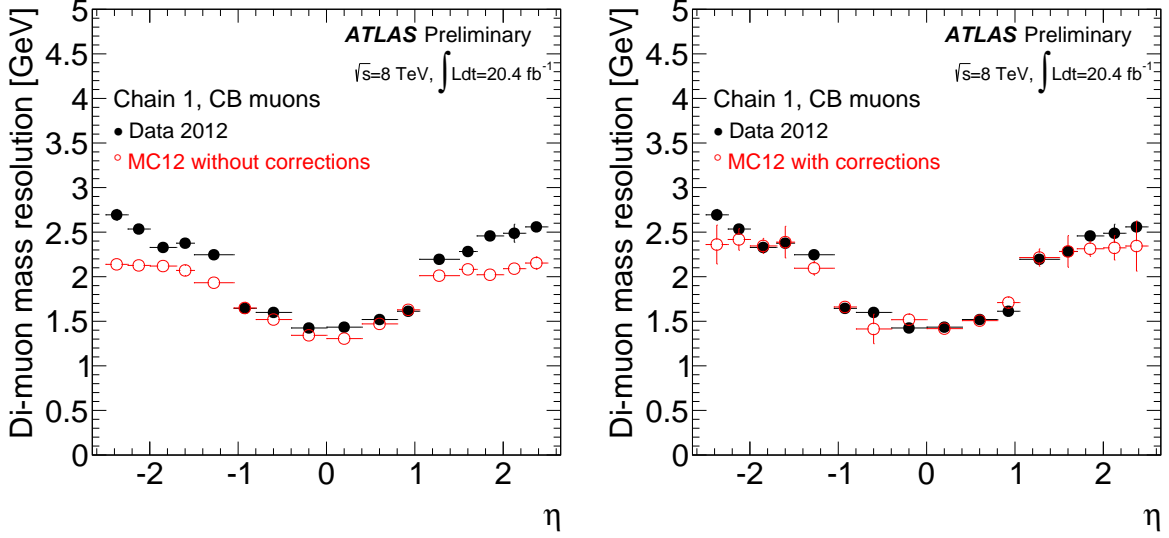 Di-muon mass resolution [GeV]
5
4.5
4
3.5
3
2.5
2
1.5
1
0.5
0
ATLAS Preliminary
√s=8 TeV, ∫Ldt=20.4 fb⁻¹
Chain 1, CB muons
Data 2012
MC12 without corrections
-2 -1 0 1 2
η
Di-muon mass resolution [GeV]
5
4.5
4
3.5
3
2.5
2
1.5
1
0.5
0
ATLAS Preliminary
√s=8 TeV, ∫Ldt=20.4 fb⁻¹
Chain 1, CB muons
Data 2012
MC12 with corrections
-2 -1 0 1 2
η